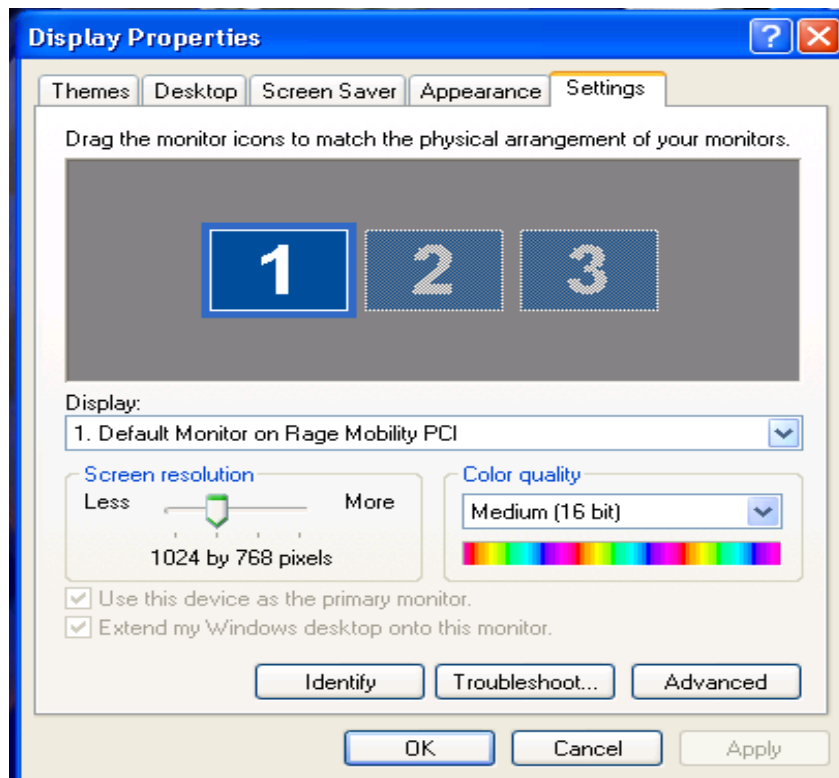 Display Properties
Themes Desktop Screen Saver Appearance Settings
Drag the monitor icons to match the physical arrangement of your monitors.
1 2 3
Display:
1. Default Monitor on Rage Mobility PCI
Screen resolution
Less More
1024 by 768 pixels
Color quality
Medium (16 bit)
Use this device as the primary monitor.
Extend my Windows desktop onto this monitor.
Identify Troubleshoot... Advanced
OK Cancel Apply